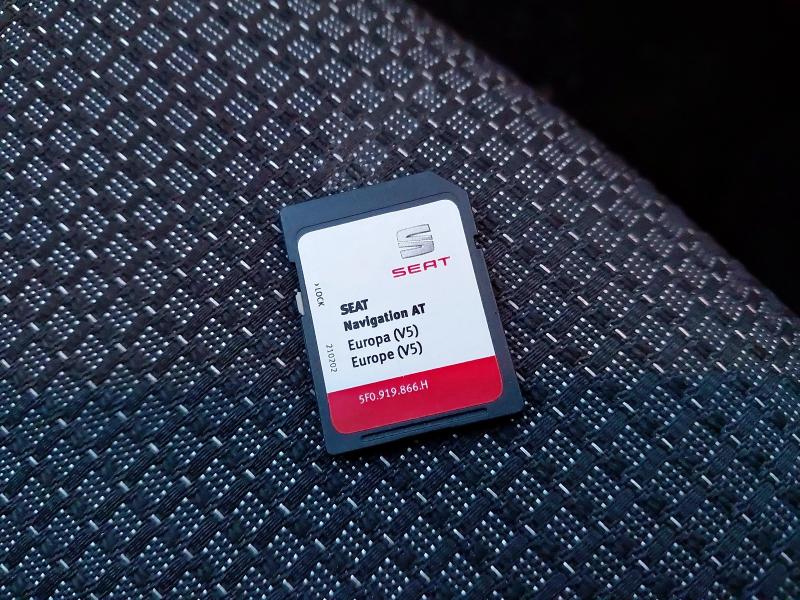 SEAT
›LOCK
SEAT
Navigation AT
Europa (V5)
Europe (V5)
210202
5F0.919.866.H